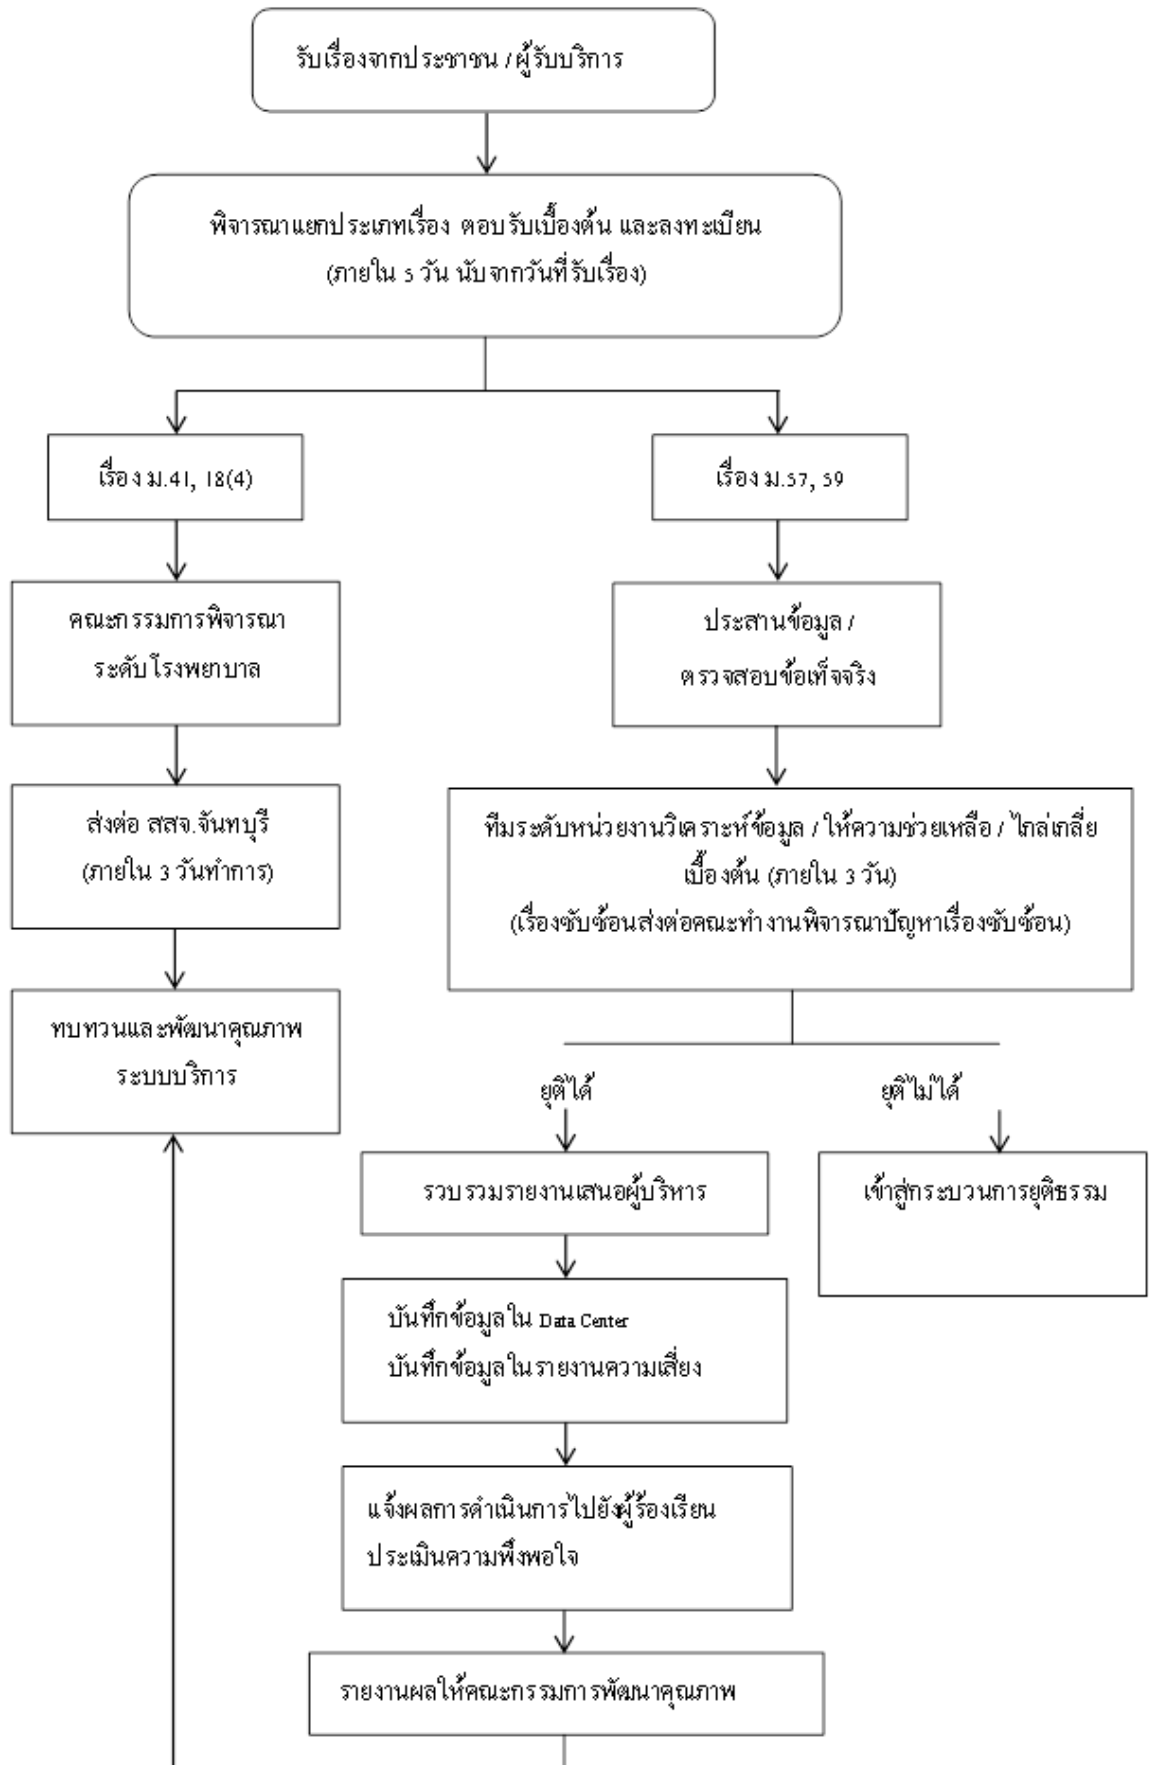 รับเรื่องจากประชาชน / ผู้รับบริการ
พิจารณาแยกประเภทเรื่อง ตอบรับเบื้องต้น และลงทะเบียน
(ภายใน 5 วัน นับจากวันที่รับเรื่อง)
เรื่อง ม.41, 18(4)
เรื่อง ม.57, 59
คณะกรรมการพิจารณา
ระดับโรงพยาบาล
ประสานข้อมูล /
ตรวจสอบข้อเท็จจริง
ส่งต่อ สสจ.จันทบุรี
(ภายใน 3 วันทำการ)
ทีมระดับหน่วยงานวิเคราะห์ข้อมูล / ให้ความช่วยเหลือ / ไกล่เกลี่ย
เบื้องต้น (ภายใน 3 วัน)
(เรื่องซับซ้อนส่งต่อคณะทำงานพิจารณาปัญหาเรื่องซับซ้อน)
ทบทวนและพัฒนาคุณภาพ
ระบบบริการ
ยุติได้
ยุติไม่ได้
รวบรวมรายงานเสนอผู้บริหาร
เข้าสู่กระบวนการยุติธรรม
บันทึกข้อมูลใน Data Center
บันทึกข้อมูลในรายงานความเสี่ยง
แจ้งผลการดำเนินการไปยังผู้ร้องเรียน
ประเมินความพึงพอใจ
รายงานผลให้คณะกรรมการพัฒนาคุณภาพ